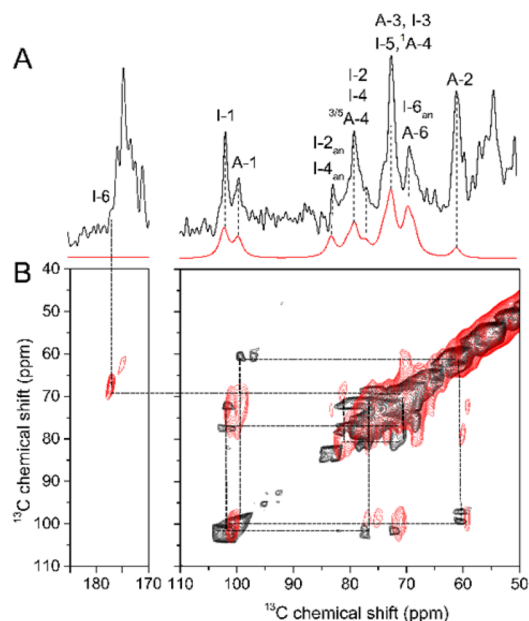 A
A-3, I-3
I-5,¹A-4
I-2
I-4
³ᐟ⁵A-4
I-1
A-1
I-2ₐₙ
I-4ₐₙ
I-6ₐₙ
A-6
A-2
I-6
B
¹³C chemical shift (ppm)
40
50
60
70
80
90
100
110
180
170
110
100
90
80
70
60
50
¹³C chemical shift (ppm)